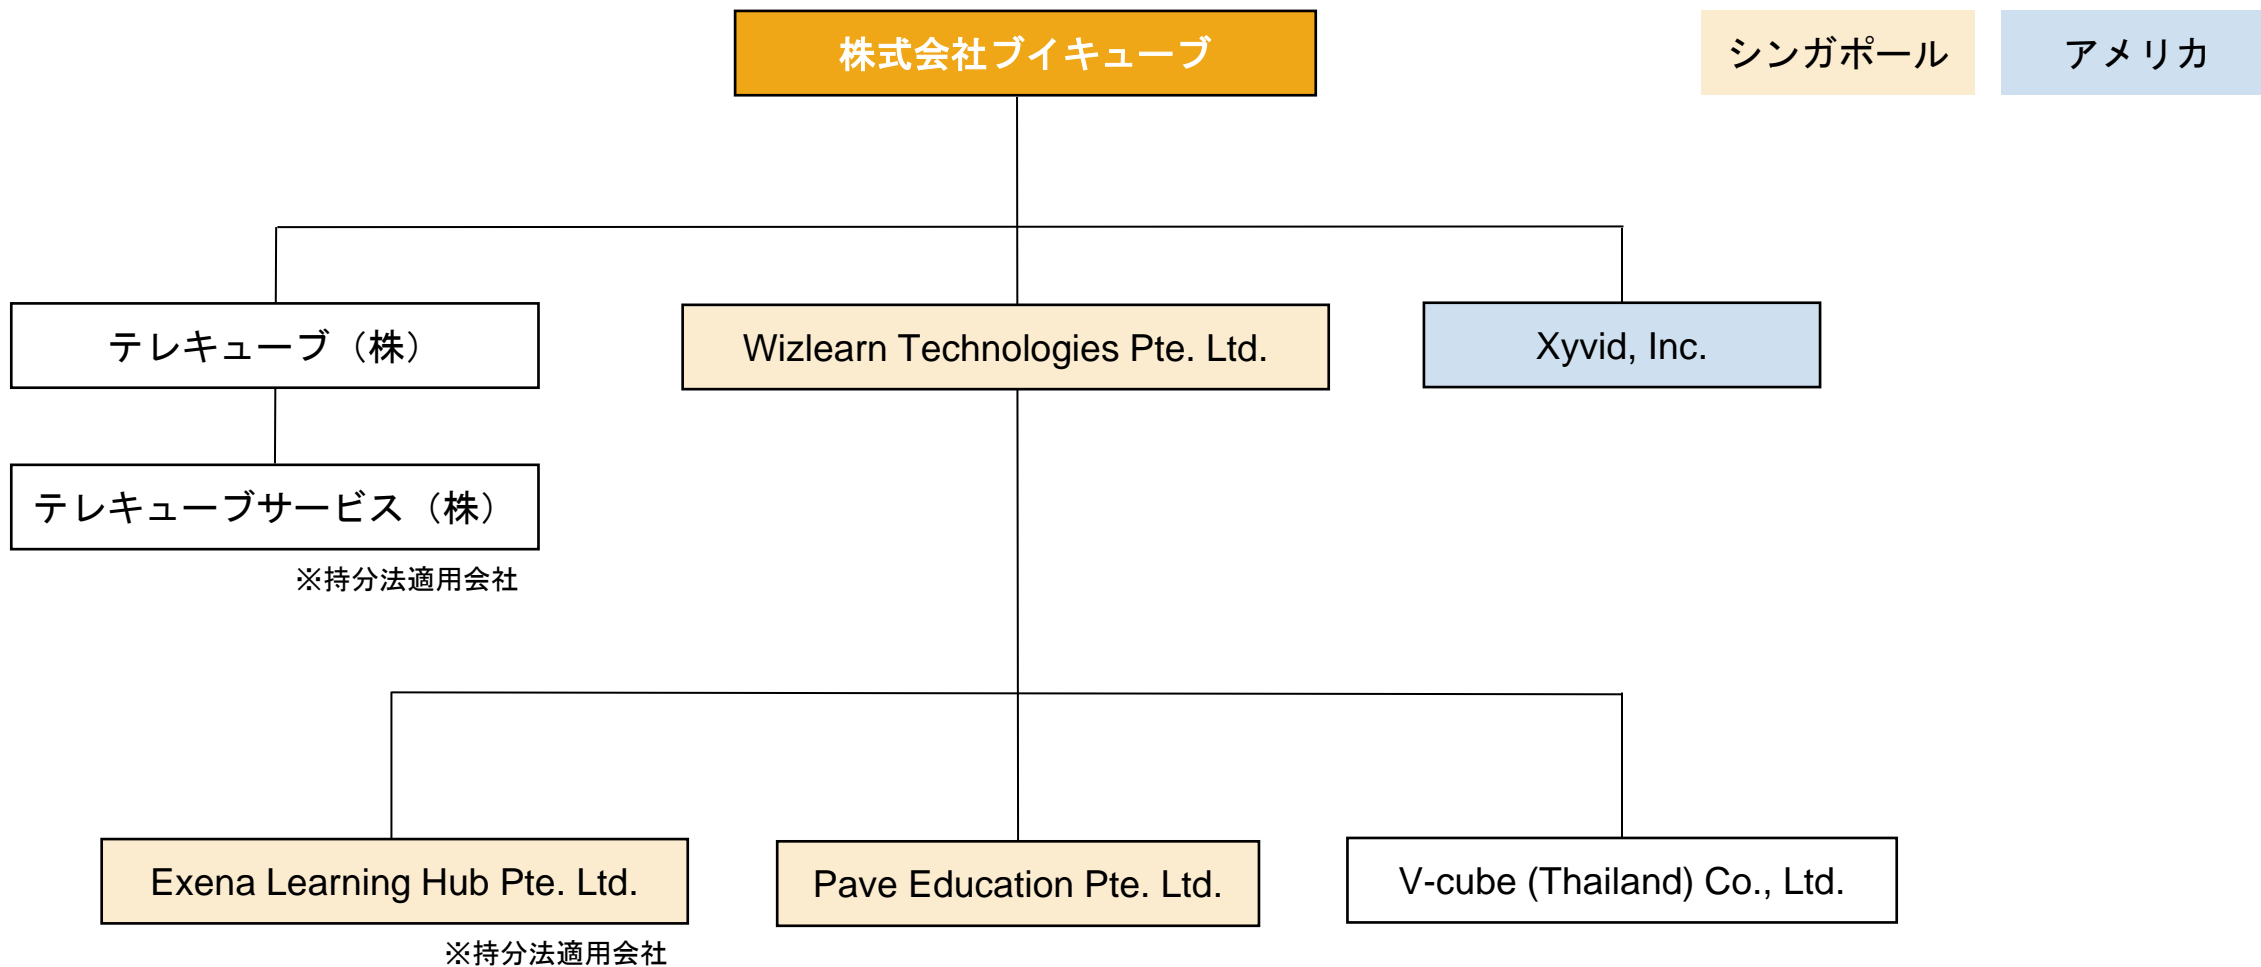 株式会社ブイキューブ
シンガポール
アメリカ
テレキューブ（株）
Wizlearn Technologies Pte. Ltd.
Xyvid, Inc.
テレキューブサービス（株）
※持分法適用会社
Exena Learning Hub Pte. Ltd.
Pave Education Pte. Ltd.
V-cube (Thailand) Co., Ltd.
※持分法適用会社